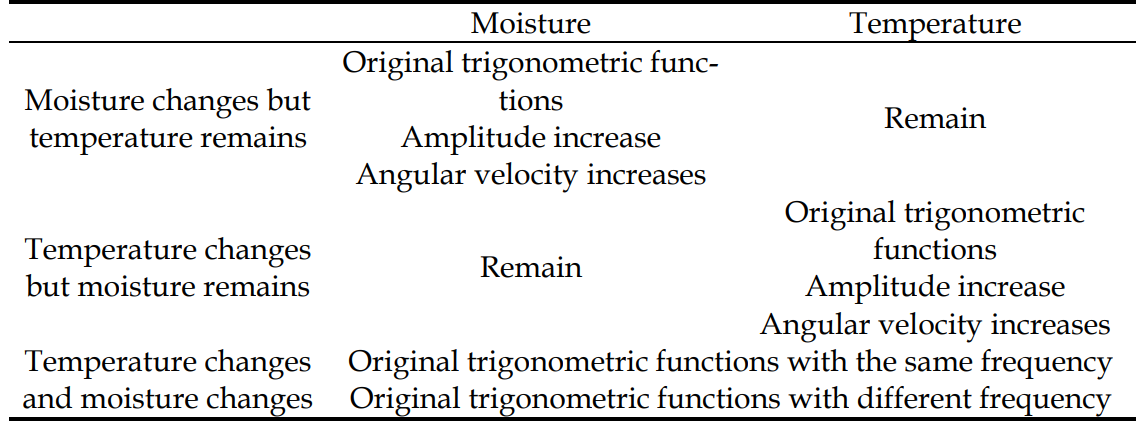 Moisture Temperature
Moisture changes but
temperature remains
Original trigonometric func-
tions
Amplitude increase
Angular velocity increases
Remain
Temperature changes
but moisture remains
Remain
Original trigonometric
functions
Amplitude increase
Angular velocity increases
Temperature changes
and moisture changes
Original trigonometric functions with the same frequency
Original trigonometric functions with different frequency